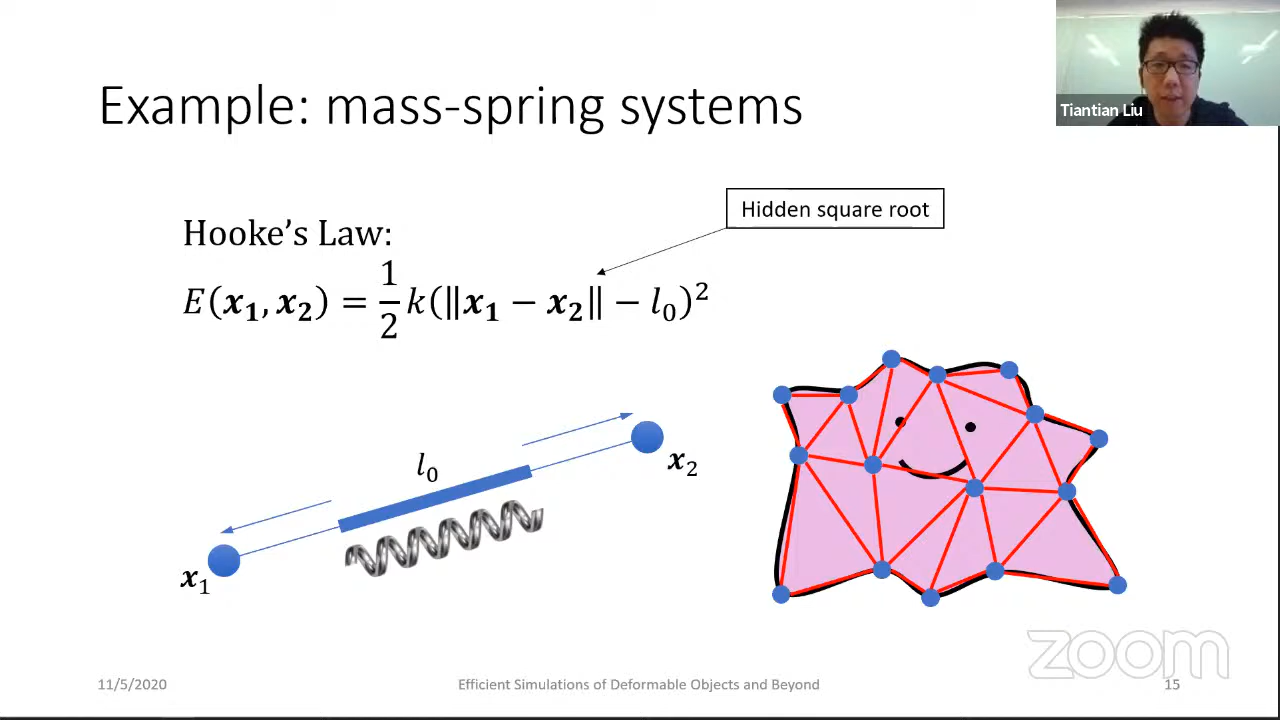 Example: mass-spring systems
Tiantian Liu
Hidden square root
Hooke's Law:
E(x₁, x₂) = 1/2 k(‖x₁ − x₂‖ − l₀)²
l₀
x₂
x₁
zoom
11/5/2020
Efficient Simulations of Deformable Objects and Beyond
15